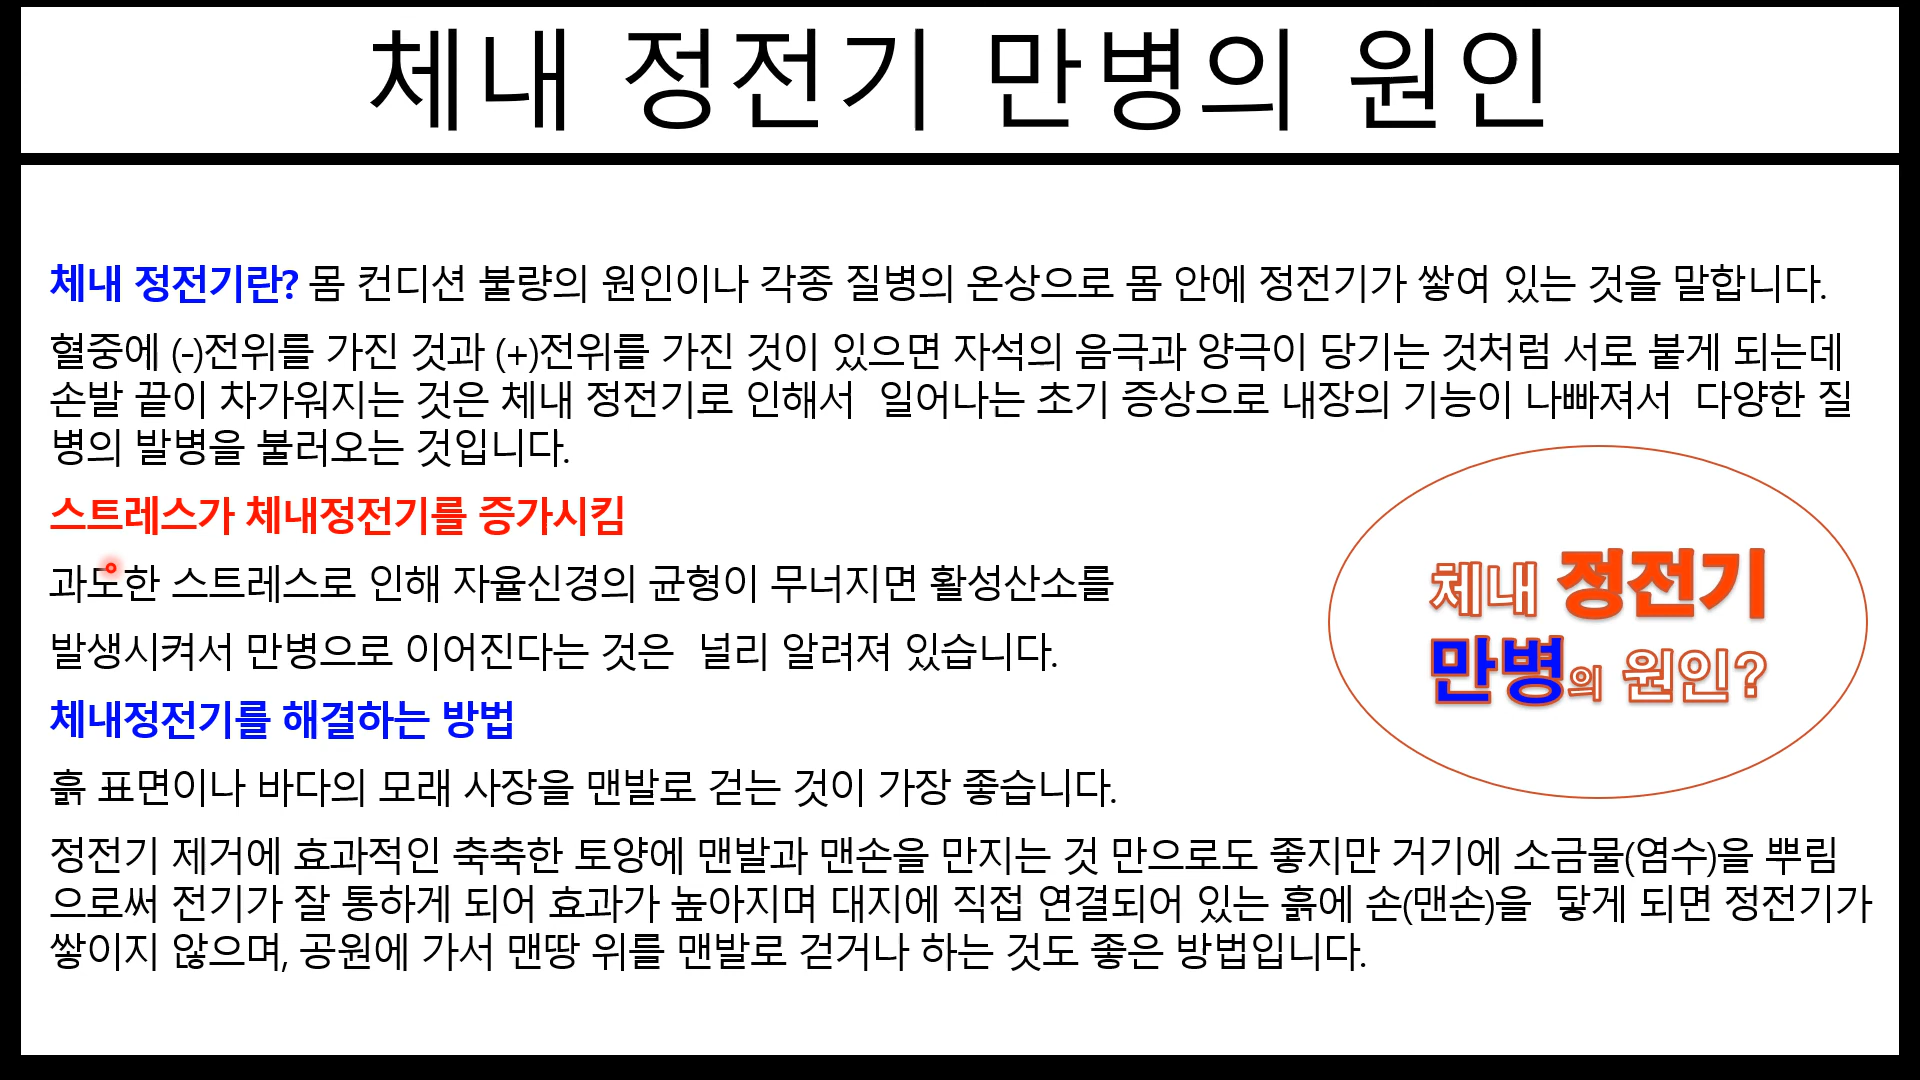 체내 정전기 만병의 원인
체내 정전기란? 몸 컨디션 불량의 원인이나 각종 질병의 온상으로 몸 안에 정전기가 쌓여 있는 것을 말합니다.
혈중에 (-)전위를 가진 것과 (+)전위를 가진 것이 있으면 자석의 음극과 양극이 당기는 것처럼 서로 붙게 되는데
손발 끝이 차가워지는 것은 체내 정전기로 인해서 일어나는 초기 증상으로 내장의 기능이 나빠져서 다양한 질
병의 발병을 불러오는 것입니다.
스트레스가 체내정전기를 증가시킴
과도한 스트레스로 인해 자율신경의 균형이 무너지면 활성산소를
발생시켜서 만병으로 이어진다는 것은 널리 알려져 있습니다.
체내정전기를 해결하는 방법
흙 표면이나 바다의 모래 사장을 맨발로 걷는 것이 가장 좋습니다.
정전기 제거에 효과적인 축축한 토양에 맨발과 맨손을 만지는 것 만으로도 좋지만 거기에 소금물(염수)을 뿌림
으로써 전기가 잘 통하게 되어 효과가 높아지며 대지에 직접 연결되어 있는 흙에 손(맨손)을 닿게 되면 정전기가
쌓이지 않으며, 공원에 가서 맨땅 위를 맨발로 걷거나 하는 것도 좋은 방법입니다.
체내 정전기
만병의 원인?